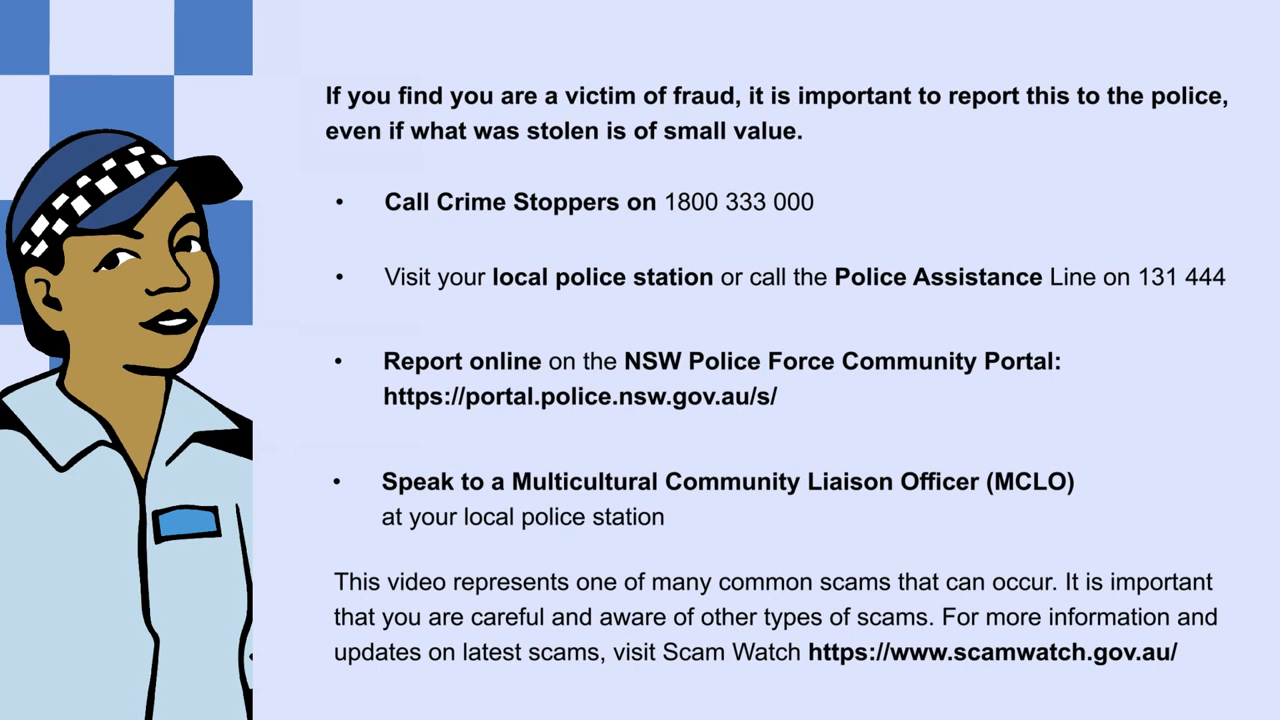 If you find you are a victim of fraud, it is important to report this to the police,
even if what was stolen is of small value.
• Call Crime Stoppers on 1800 333 000
• Visit your local police station or call the Police Assistance Line on 131 444
• Report online on the NSW Police Force Community Portal:
https://portal.police.nsw.gov.au/s/
• Speak to a Multicultural Community Liaison Officer (MCLO)
at your local police station
This video represents one of many common scams that can occur. It is important
that you are careful and aware of other types of scams. For more information and
updates on latest scams, visit Scam Watch https://www.scamwatch.gov.au/